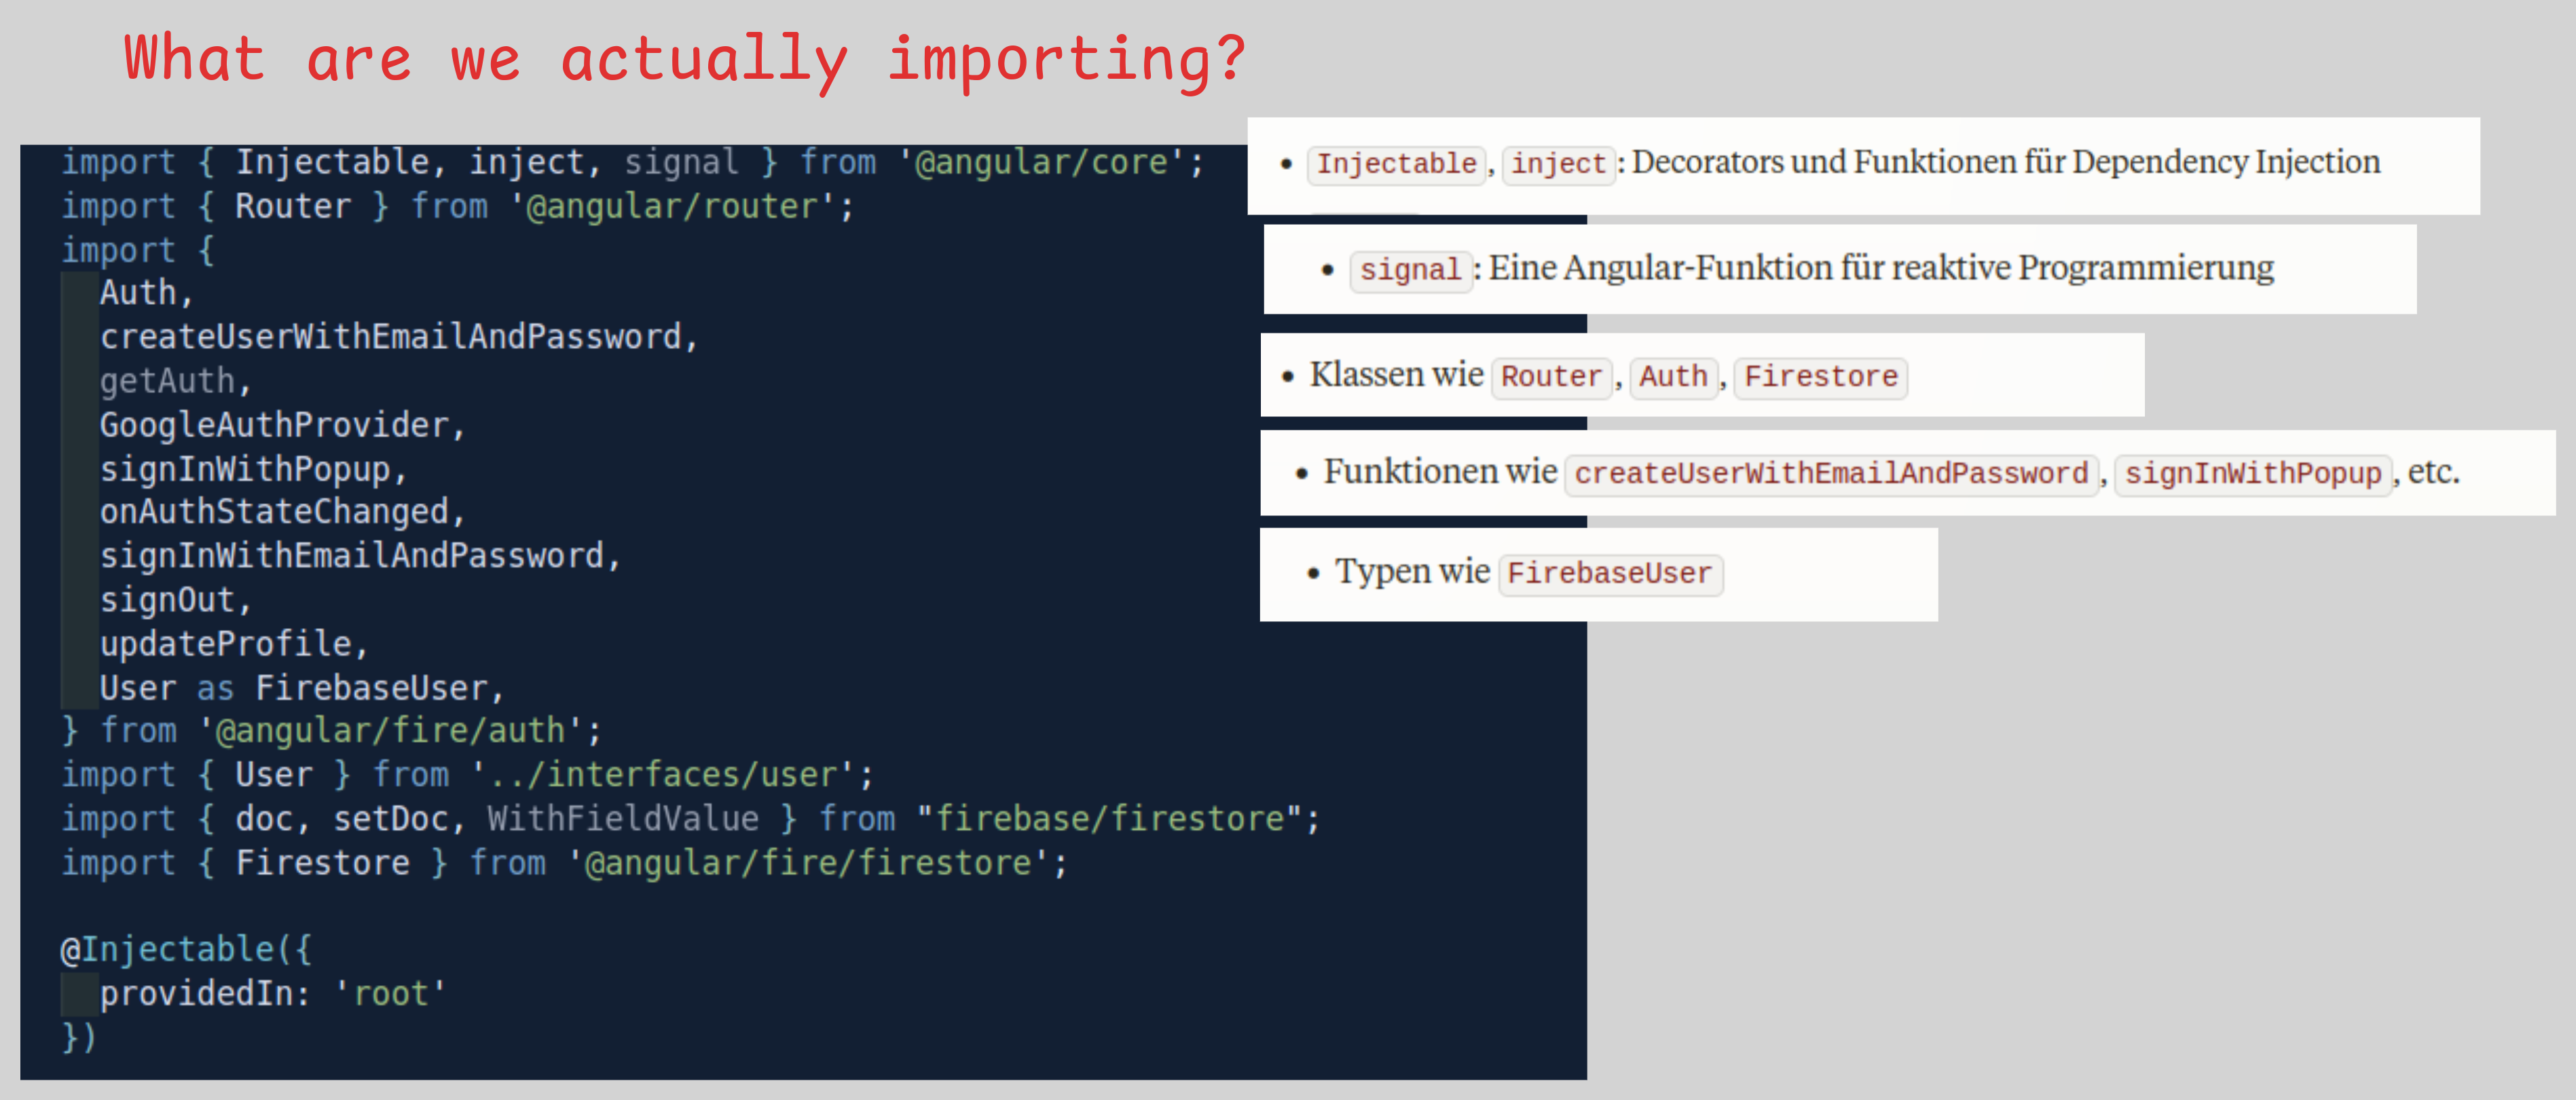 What are we actually importing?
import { Injectable, inject, signal } from '@angular/core';
import { Router } from '@angular/router';
import {
Auth,
createUserWithEmailAndPassword,
getAuth,
GoogleAuthProvider,
signInWithPopup,
onAuthStateChanged,
signInWithEmailAndPassword,
signOut,
updateProfile,
User as FirebaseUser,
} from '@angular/fire/auth';
import { User } from '../interfaces/user';
import { doc, setDoc, WithFieldValue } from "firebase/firestore";
import { Firestore } from '@angular/fire/firestore';
@Injectable({
providedIn: 'root'
})
• Injectable, inject: Decorators und Funktionen für Dependency Injection
• signal: Eine Angular-Funktion für reaktive Programmierung
• Klassen wie Router, Auth, Firestore
• Funktionen wie createUserWithEmailAndPassword, signInWithPopup, etc.
• Typen wie FirebaseUser